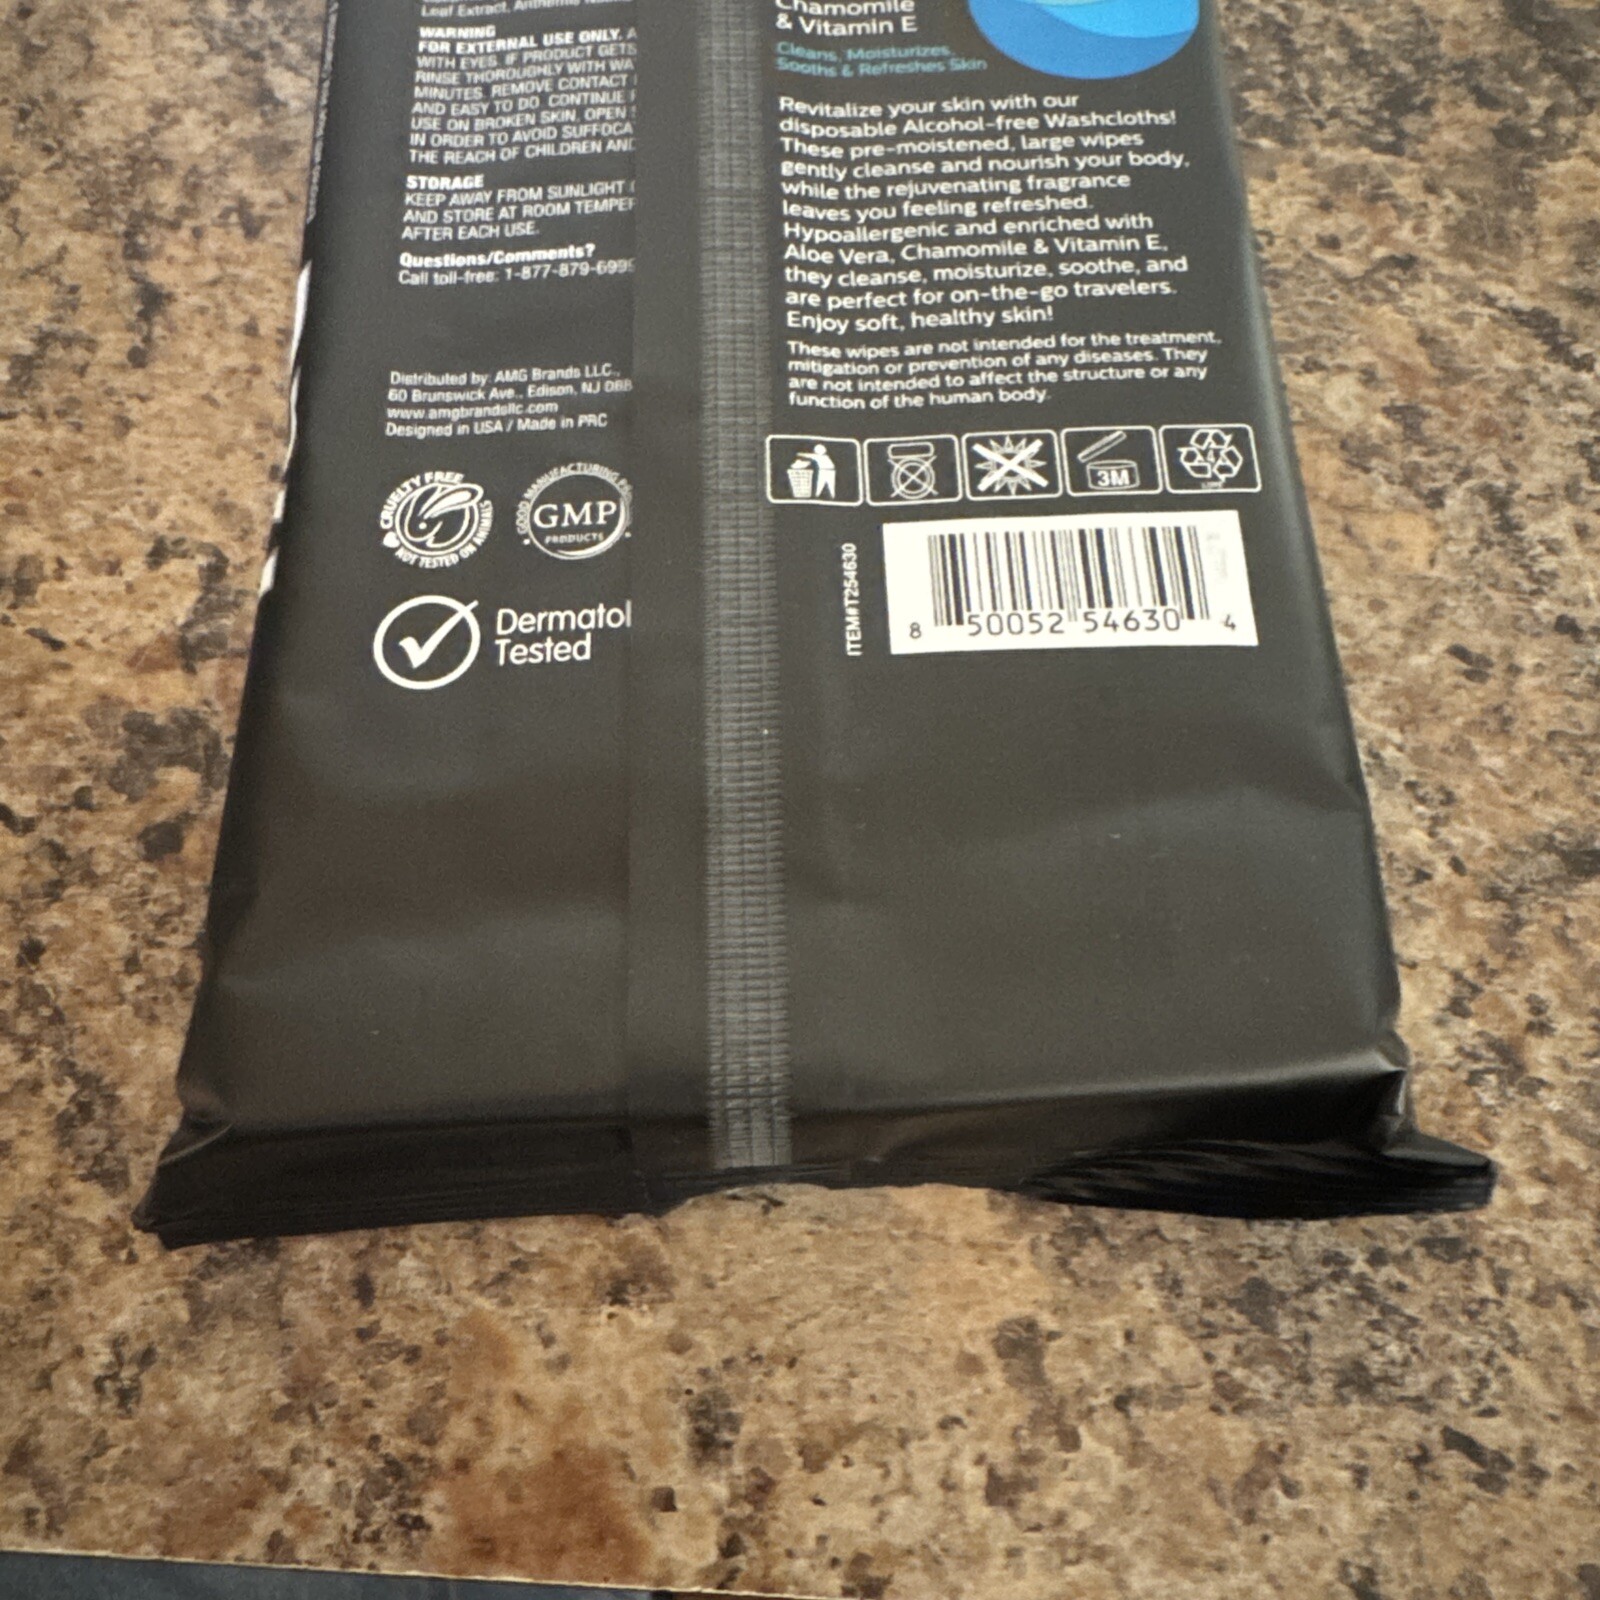 Leaf Extract,
WARNING
FOR EXTERNAL USE ONLY. A
WITH EYES. IF PRODUCT GETS
RINSE THOROUGHLY WITH WA
MINUTES. REMOVE CONTACT
AND EASY TO DO. CONTINUE
USE ON BROKEN SKIN. OPEN
IN ORDER TO AVOID SUFFOCA
THE REACH OF CHILDREN AND
STORAGE
KEEP AWAY FROM SUNLIGHT
AND STORE AT ROOM TEMPER
AFTER EACH USE.
Questions/Comments?
Call toll-free: 1-877-879-6999
Distributed by: AMG Brands LLC.,
60 Brunswick Ave., Edison, NJ 088
www.amgbrandsllc.com
Designed in USA / Made in PRC
CRUELTY FREE
NOT TESTED ON ANIMALS
GOOD MANUFACTURING
GMP
PRODUCTS
Dermatol
Tested
Chamomile
& Vitamin E
Cleans, Moisturizes,
Sooths & Refreshes Skin
Revitalize your skin with our
disposable Alcohol-free Washcloths!
These pre-moistened, large wipes
gently cleanse and nourish your body,
while the rejuvenating fragrance
leaves you feeling refreshed.
Hypoallergenic and enriched with
Aloe Vera, Chamomile & Vitamin E,
they cleanse, moisturize, soothe, and
are perfect for on-the-go travelers.
Enjoy soft, healthy skin!
These wipes are not intended for the treatment,
mitigation or prevention of any diseases. They
are not intended to affect the structure or any
function of the human body.
3M
4
ITEM#T254630
8 50052 54630 4